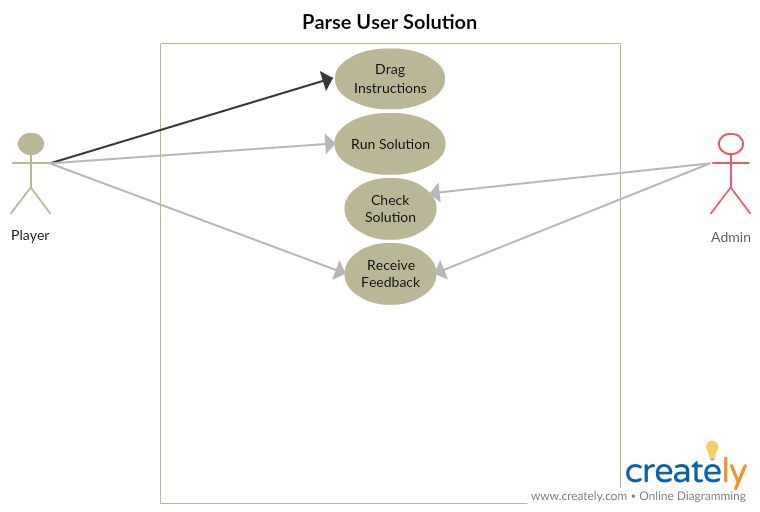 Parse User Solution
Drag
Instructions
Run Solution
Check
Solution
Receive
Feedback
Player
Admin
creately
www.creately.com • Online Diagramming